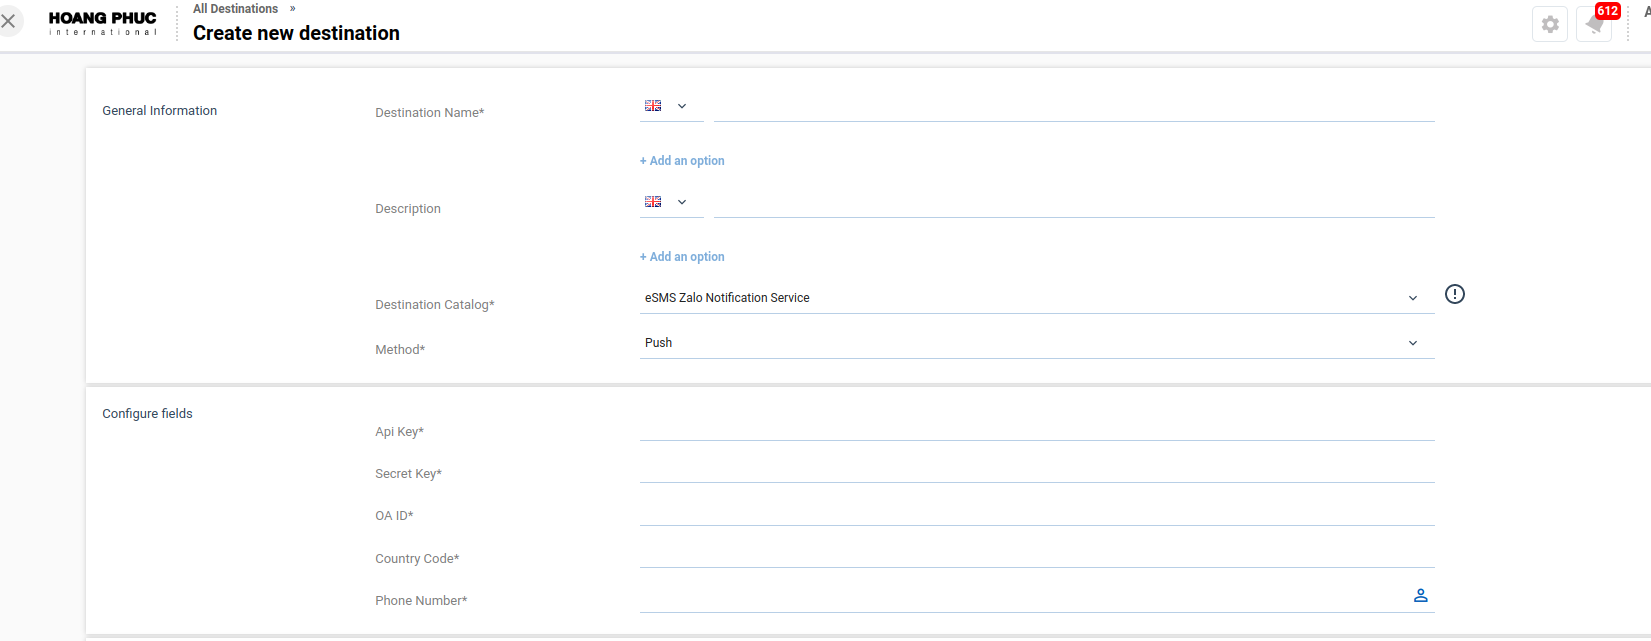 HOANG PHUC
international
All Destinations »
Create new destination
612
General Information
Destination Name*
+ Add an option
Description
+ Add an option
Destination Catalog*
eSMS Zalo Notification Service
Method*
Push
Configure fields
Api Key*
Secret Key*
OA ID*
Country Code*
Phone Number*